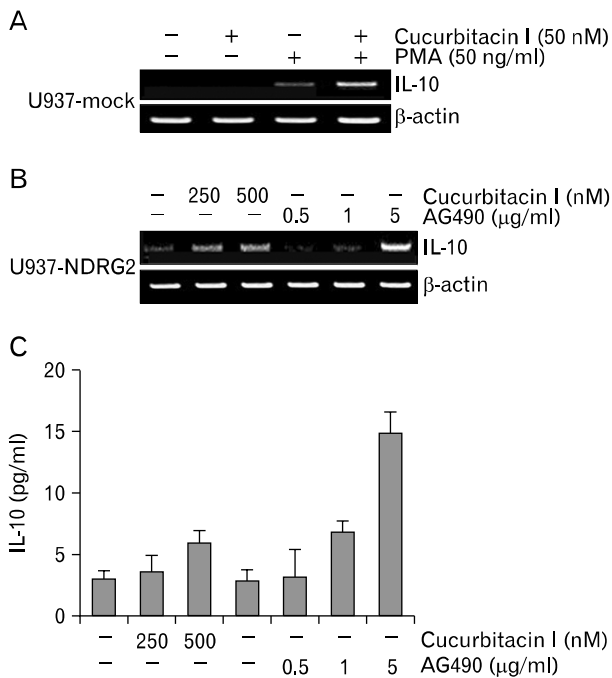 A
– + – + Cucurbitacin I (50 nM)
– – + + PMA (50 ng/ml)
U937-mock
IL-10
β-actin
B
– 250 500 – – – Cucurbitacin I (nM)
– – – 0.5 1 5 AG490 (μg/ml)
U937-NDRG2
IL-10
β-actin
C
IL-10 (pg/ml)
20
15
10
5
0
– 250 500 – – – – Cucurbitacin I (nM)
– – – – 0.5 1 5 AG490 (μg/ml)